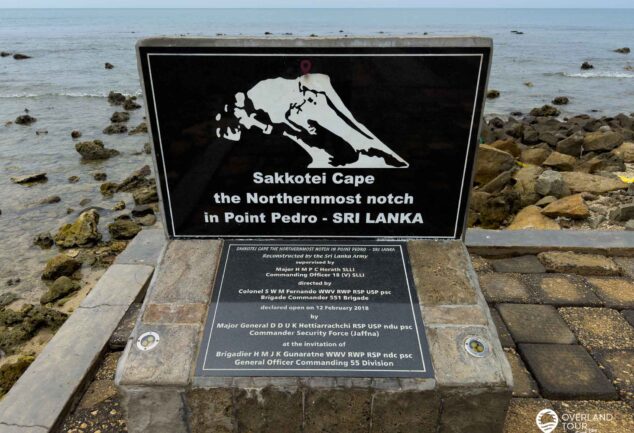 Sakkotei Cape
the Northernmost notch
in Point Pedro - SRI LANKA
SAKKOTEI CAPE THE NORTHERNMOST NOTCH IN POINT PEDRO - SRI LANKA
Reconstructed by the Sri Lanka Army
supervised by
Major H M P C Herath SLLI
Commanding Officer 18 (V) SLLI
directed by
Colonel S W M Fernando WWV RWP RSP USP psc
Brigade Commander 551 Brigade
declared open on 12 February 2018
by
Major General D D U K Hettiarrachchi RSP USP ndu psc
Commander Security Force (Jaffna)
at the invitation of
Brigadier H M J K Gunaratne WWV RWP RSP ndc psc
General Officer Commanding 55 Division
OVERLAND
TOUR